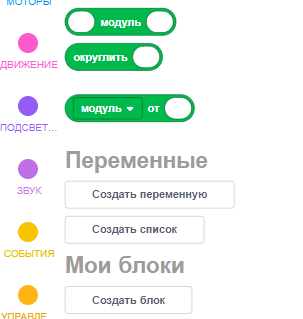 МОТОРЫ
модуль
ДВИЖЕНИЕ
округлить
ПОДСВЕТ...
модуль от
Переменные
ЗВУК
Создать переменную
Создать список
СОБЫТИЯ
Мои блоки
Создать блок
УПРАВЛЕ...